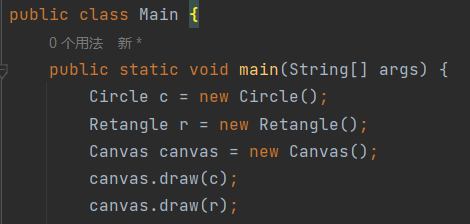 public class Main {
0 个用法 新 *
public static void main(String[] args) {
Circle c = new Circle();
Retangle r = new Retangle();
Canvas canvas = new Canvas();
canvas.draw(c);
canvas.draw(r);